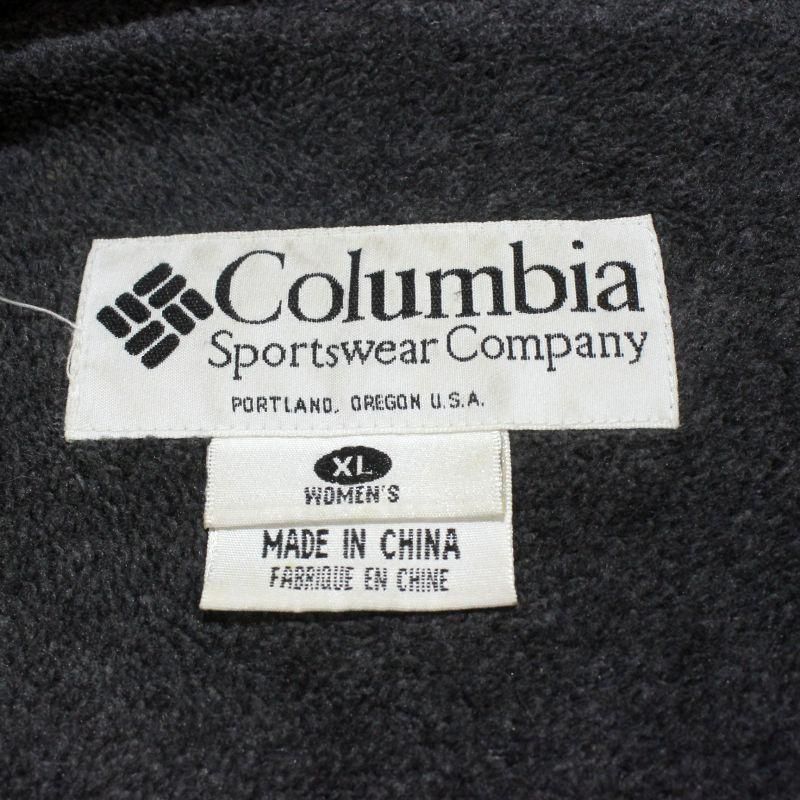 Columbia
Sportswear Company
PORTLAND, OREGON U.S.A.
XL
WOMEN'S
MADE IN CHINA
FABRIQUE EN CHINE